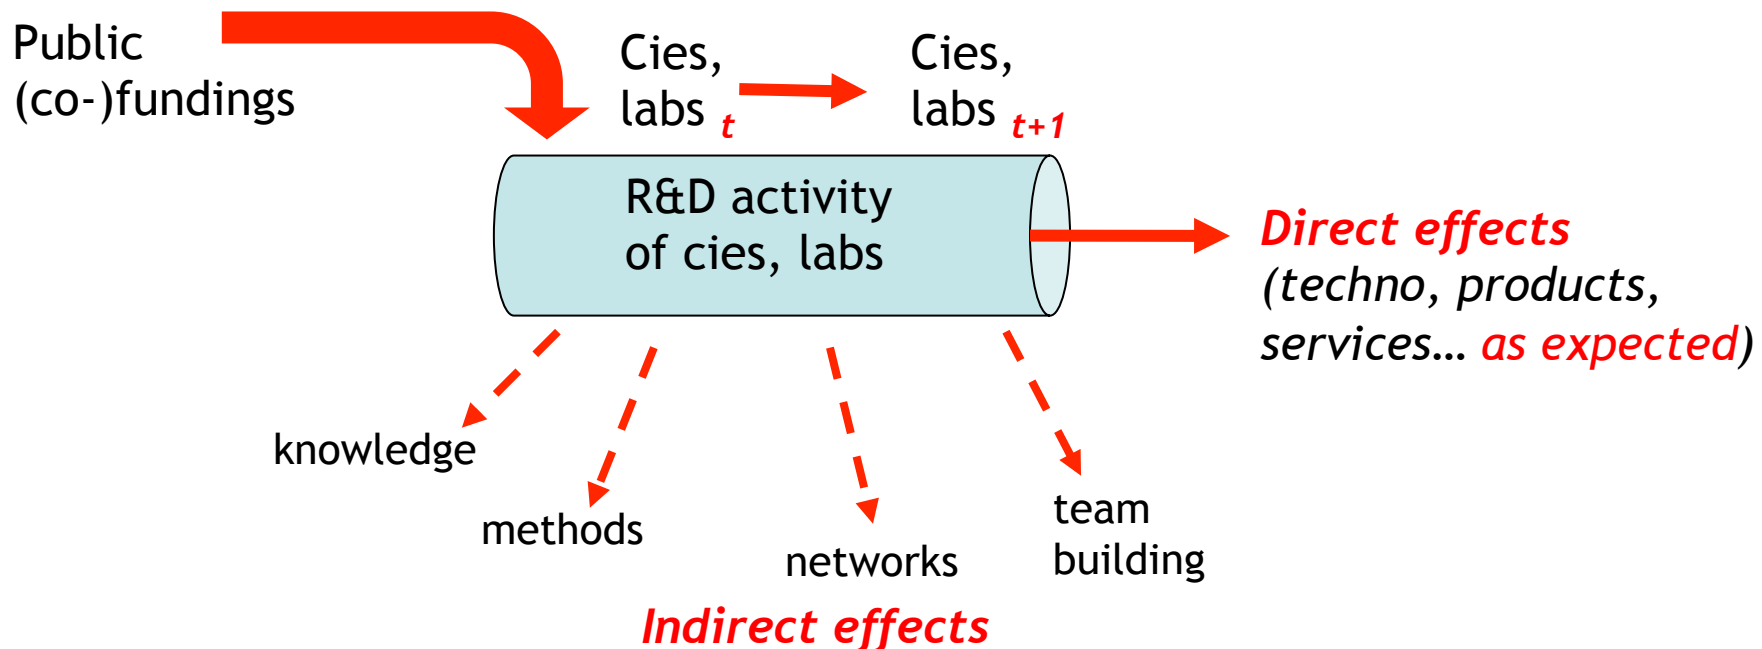 Public
(co-)fundings
Cies,
labs t
Cies,
labs t+1
R&D activity
of cies, labs
Direct effects
(techno, products,
services… as expected)
knowledge
methods
networks
team
building
Indirect effects